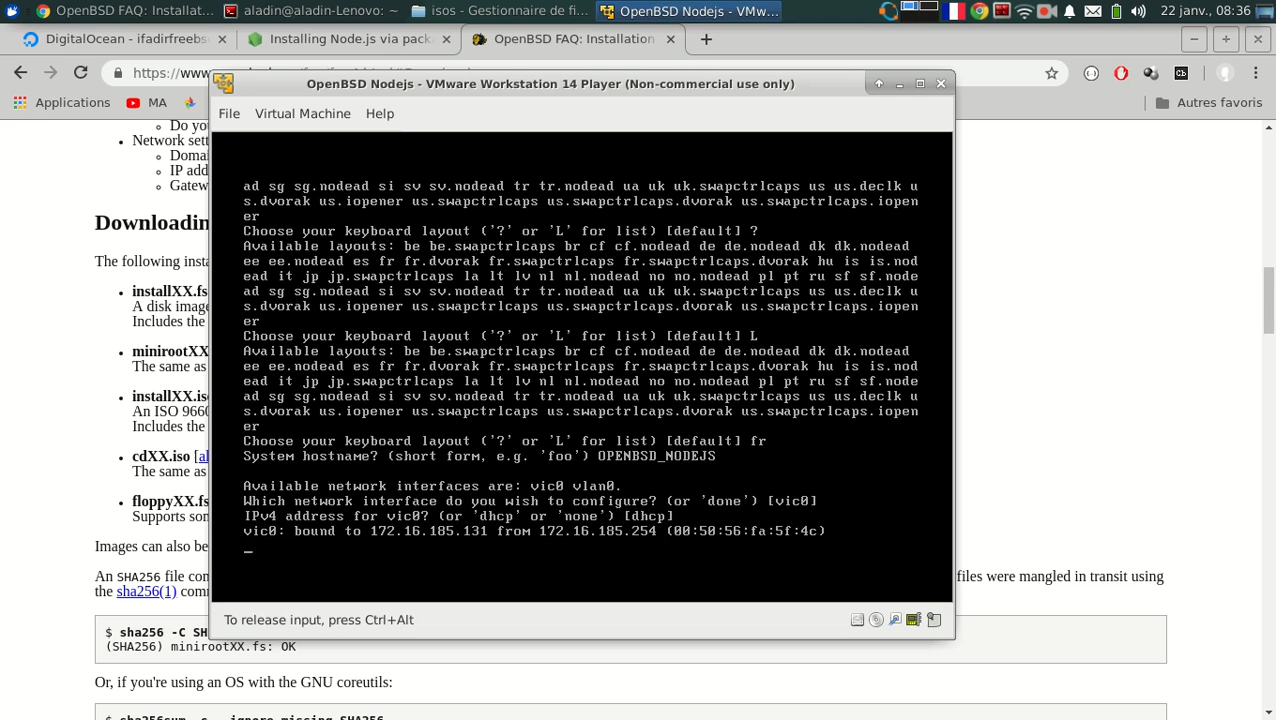 OpenBSD FAQ: Installat...
aladin@aladin-Lenovo: ~
isos - Gestionnaire de fi...
OpenBSD Nodejs - VMw...
22 janv., 08:36
DigitalOcean - ifadirfreebs
Installing Node.js via pack
OpenBSD FAQ: Installation
https://www
Applications
MA
Autres favoris
OpenBSD Nodejs - VMware Workstation 14 Player (Non-commercial use only)
File Virtual Machine Help
Do you
Network sett
Domai
IP add
Gatew
Downloadin
The following insta
installXX.fs
A disk image
Includes the
minirootXX
The same as
installXX.iso
An ISO 9660
Includes the
cdXX.iso [al
The same as
floppyXX.fs
Supports som
Images can also be
ad sg sg.nodead si sv sv.nodead tr tr.nodead ua uk uk.swapctrlcaps us us.declk u
s.dvorak us.iopener us.swapctrlcaps us.swapctrlcaps.dvorak us.swapctrlcaps.iopen
er
Choose your keyboard layout ('?' or 'L' for list) [default] ?
Available layouts: be be.swapctrlcaps br cf cf.nodead de de.nodead dk dk.nodead
ee ee.nodead es fr fr.dvorak fr.swapctrlcaps fr.swapctrlcaps.dvorak hu is is.nod
ead it jp jp.swapctrlcaps la lt lv nl nl.nodead no no.nodead pl pt ru sf sf.node
ad sg sg.nodead si sv sv.nodead tr tr.nodead ua uk uk.swapctrlcaps us us.declk u
s.dvorak us.iopener us.swapctrlcaps us.swapctrlcaps.dvorak us.swapctrlcaps.iopen
er
Choose your keyboard layout ('?' or 'L' for list) [default] L
Available layouts: be be.swapctrlcaps br cf cf.nodead de de.nodead dk dk.nodead
ee ee.nodead es fr fr.dvorak fr.swapctrlcaps fr.swapctrlcaps.dvorak hu is is.nod
ead it jp jp.swapctrlcaps la lt lv nl nl.nodead no no.nodead pl pt ru sf sf.node
ad sg sg.nodead si sv sv.nodead tr tr.nodead ua uk uk.swapctrlcaps us us.declk u
s.dvorak us.iopener us.swapctrlcaps us.swapctrlcaps.dvorak us.swapctrlcaps.iopen
er
Choose your keyboard layout ('?' or 'L' for list) [default] fr
System hostname? (short form, e.g. 'foo') OPENBSD_NODEJS
Available network interfaces are: vic0 vlan0.
Which network interface do you wish to configure? (or 'done') [vic0]
IPv4 address for vic0? (or 'dhcp' or 'none') [dhcp]
vic0: bound to 172.16.185.131 from 172.16.185.254 (00:50:56:fa:5f:4c)
_
To release input, press Ctrl+Alt
An SHA256 file con
files were mangled in transit using
the sha256(1) comm
$ sha256 -C SH
(SHA256) minirootXX.fs: OK
Or, if you're using an OS with the GNU coreutils:
$ sha256sum -c --ignore-missing SHA256